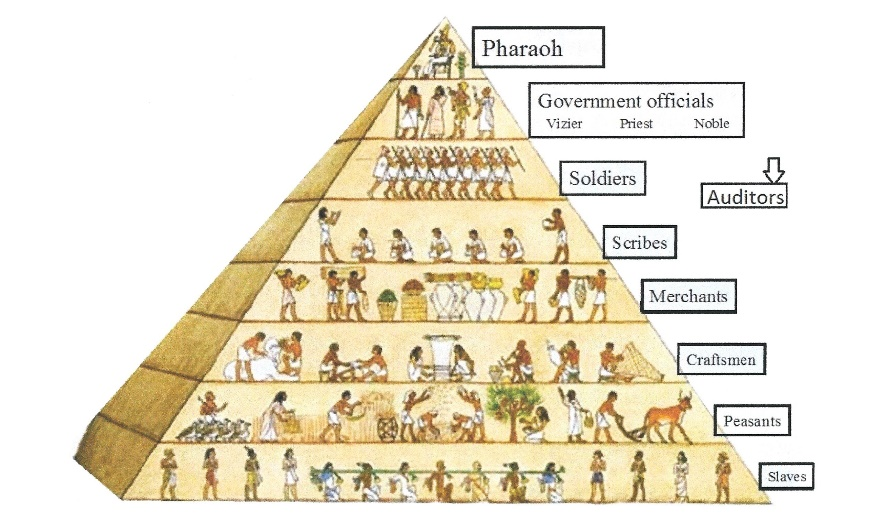 Pharaoh
Government officials
Vizier Priest Noble
Soldiers
Auditors
Scribes
Merchants
Craftsmen
Peasants
Slaves